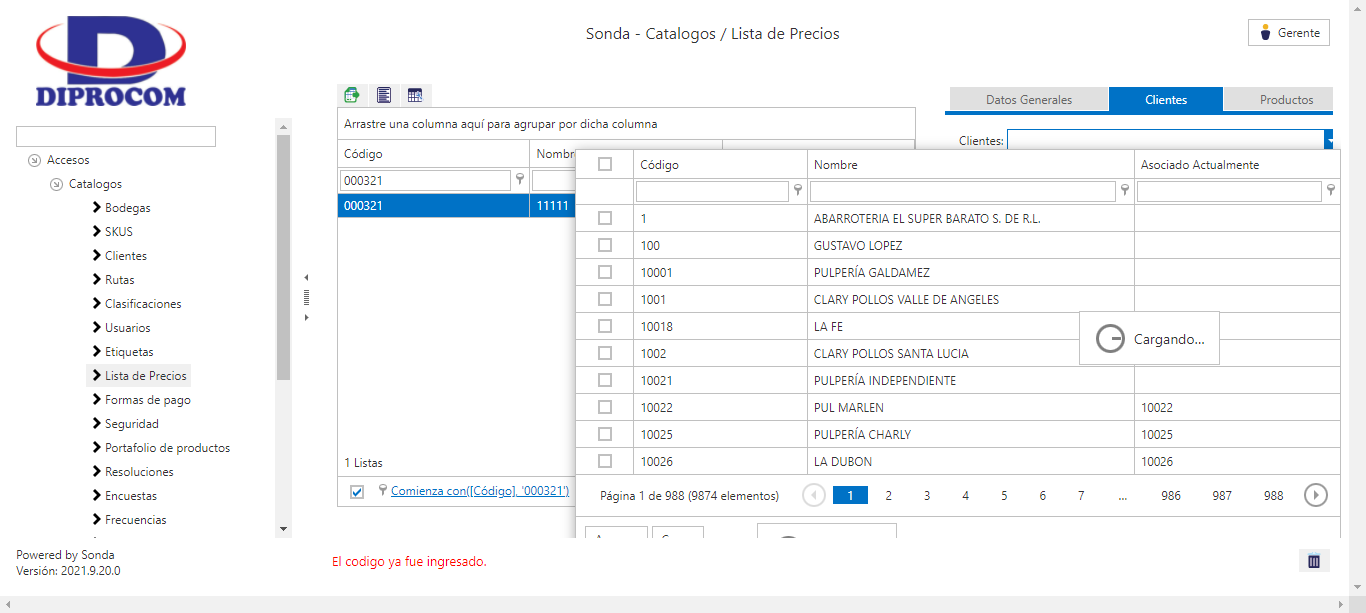 DIPROCOM
Sonda - Catalogos / Lista de Precios
Gerente
Accesos
Catalogos
Bodegas
SKUS
Clientes
Rutas
Clasificaciones
Usuarios
Etiquetas
Lista de Precios
Formas de pago
Seguridad
Portafolio de productos
Resoluciones
Encuestas
Frecuencias
Powered by Sonda
Versión: 2021.9.20.0
Arrastre una columna aquí para agrupar por dicha columna
Código
000321
000321 11111
1 Listas
Comienza con([Código], '000321')
El codigo ya fue ingresado.
Datos Generales Clientes Productos
Clientes:
Código Nombre Asociado Actualmente
1 ABARROTERIA EL SUPER BARATO S. DE R.L.
100 GUSTAVO LOPEZ
10001 PULPERÍA GALDAMEZ
1001 CLARY POLLOS VALLE DE ANGELES
10018 LA FE
1002 CLARY POLLOS SANTA LUCIA
10021 PULPERÍA INDEPENDIENTE
10022 PUL MARLEN 10022
10025 PULPERÍA CHARLY 10025
10026 LA DUBON 10026
Cargando...
Página 1 de 988 (9874 elementos) 1 2 3 4 5 6 7 ... 986 987 988